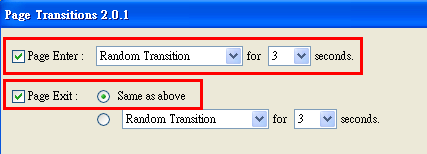 Page Transitions 2.0.1
Page Enter : Random Transition for 3 seconds.
Page Exit : Same as above
Random Transition for 3 seconds.